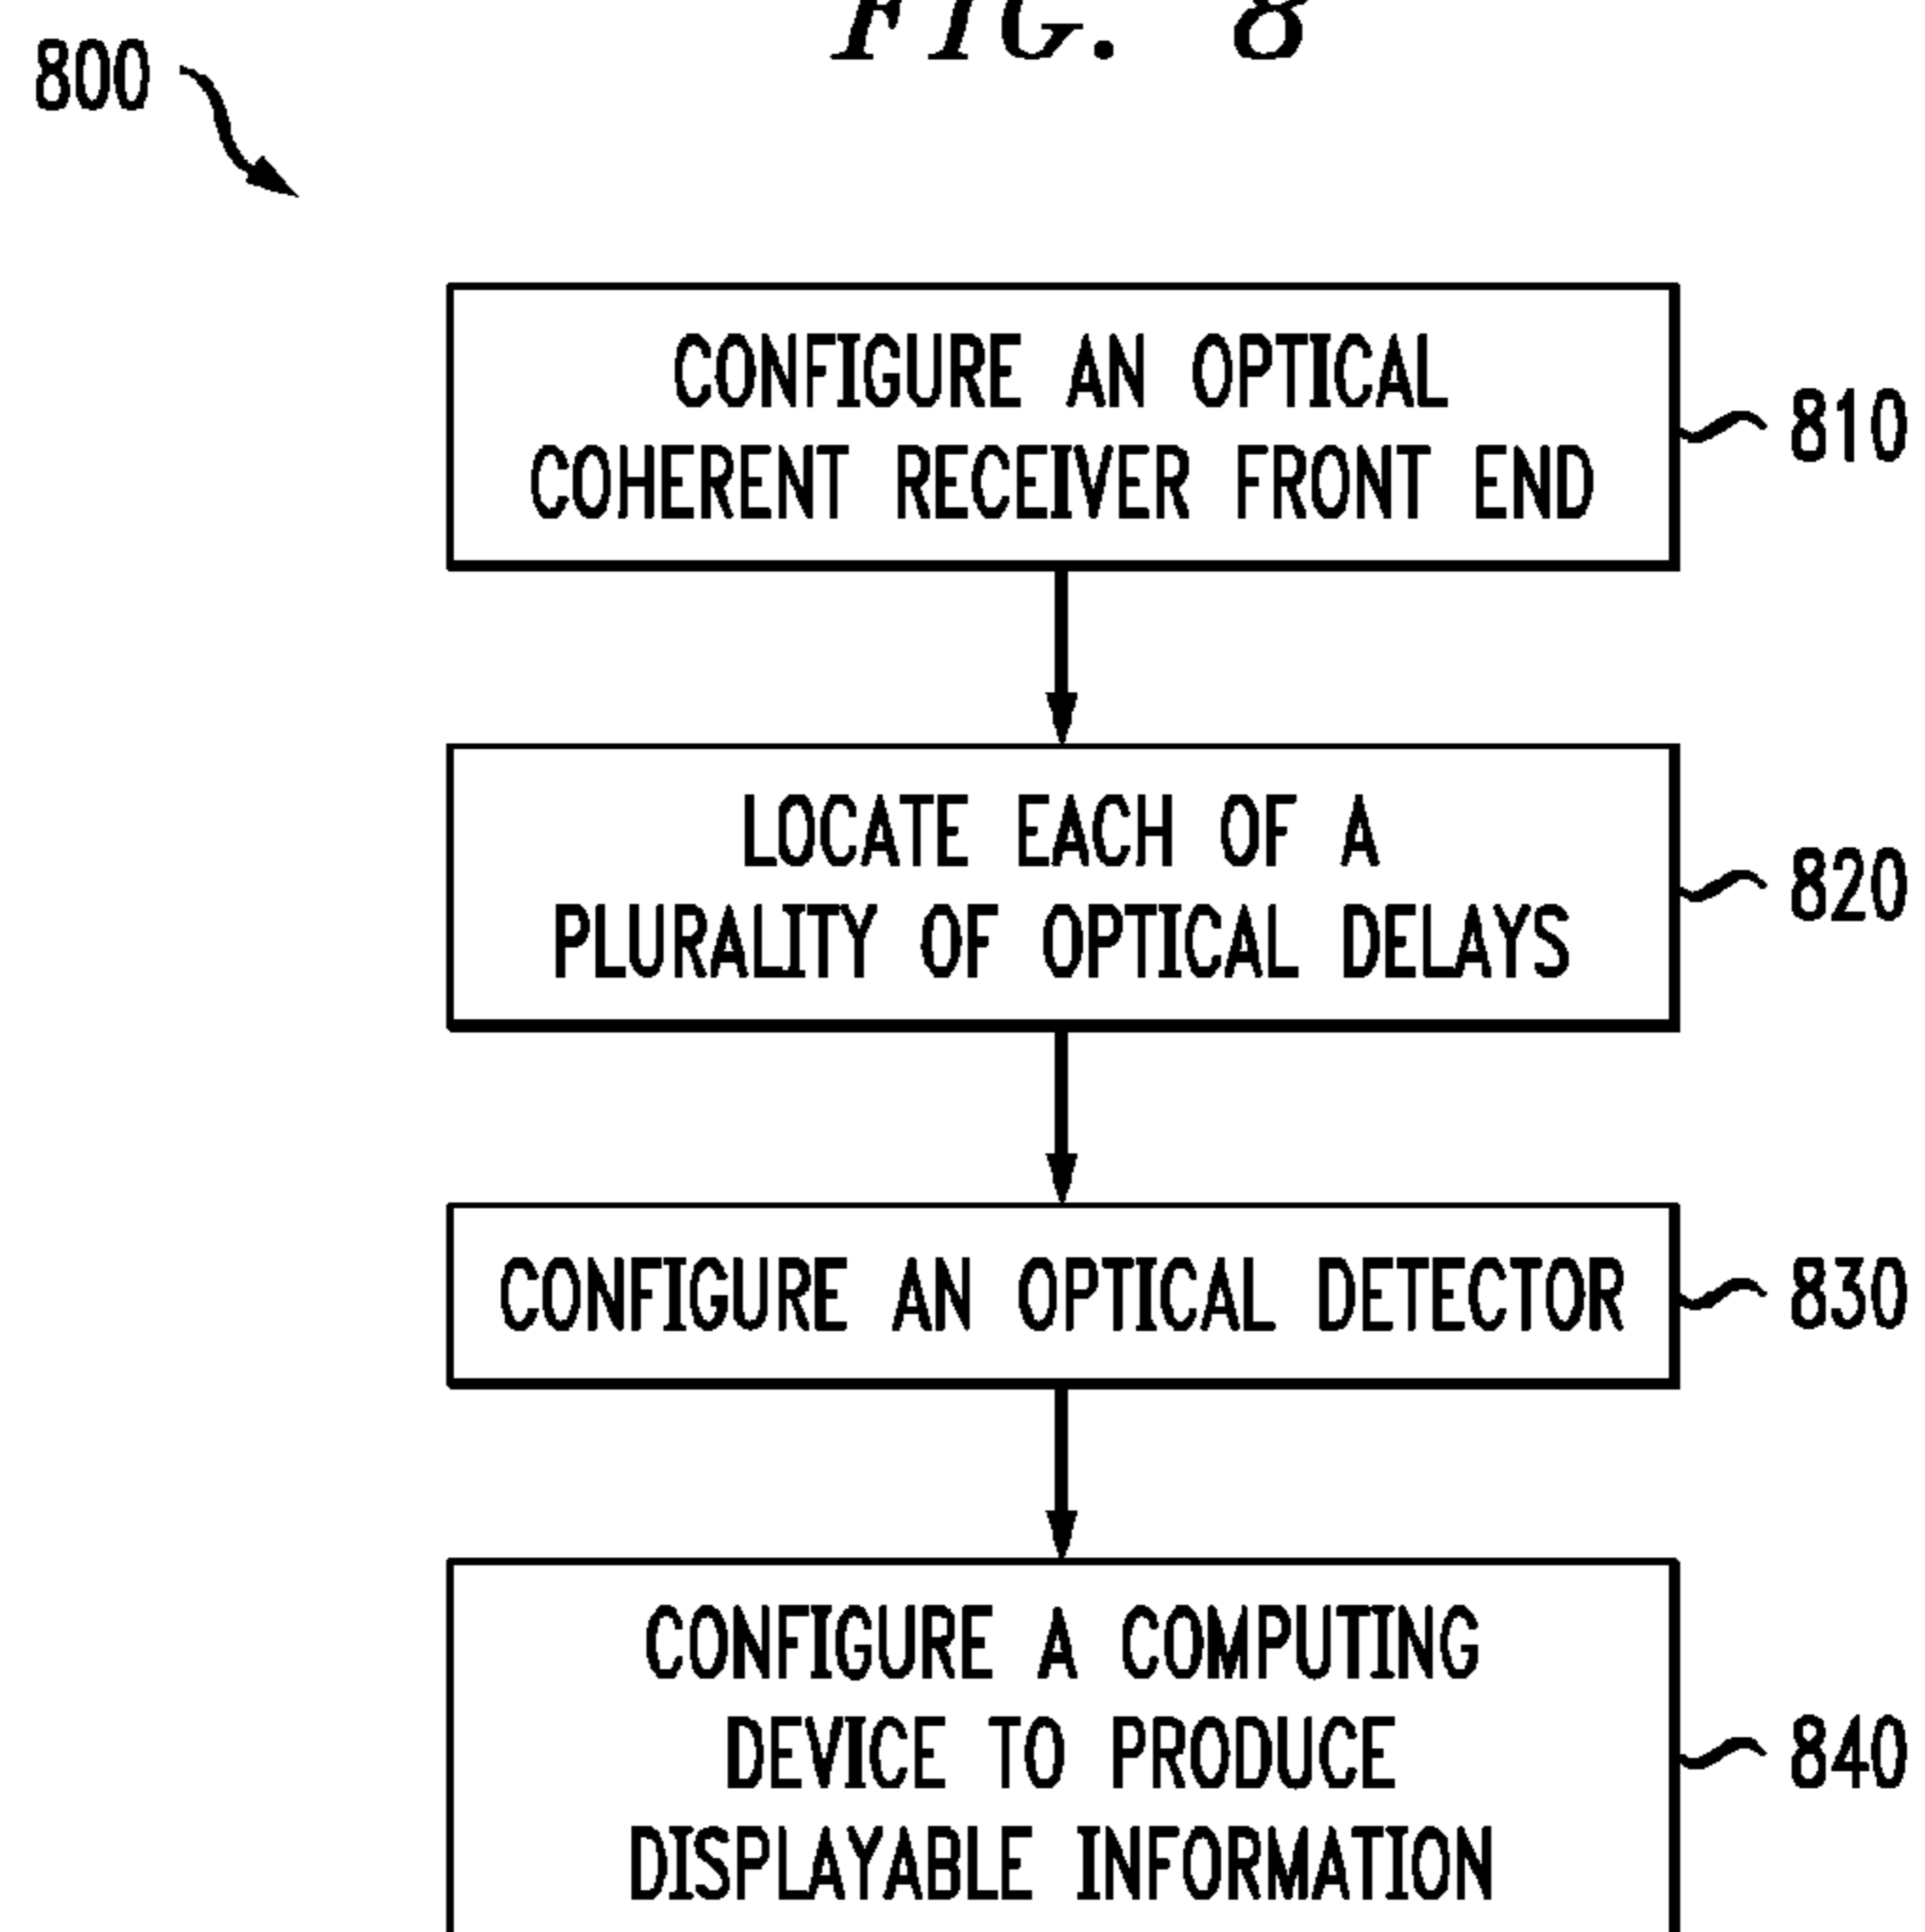 FIG. 8
800
CONFIGURE AN OPTICAL
COHERENT RECEIVER FRONT END
810
LOCATE EACH OF A
PLURALITY OF OPTICAL DELAYS
820
CONFIGURE AN OPTICAL DETECTOR
830
CONFIGURE A COMPUTING
DEVICE TO PRODUCE
DISPLAYABLE INFORMATION
840